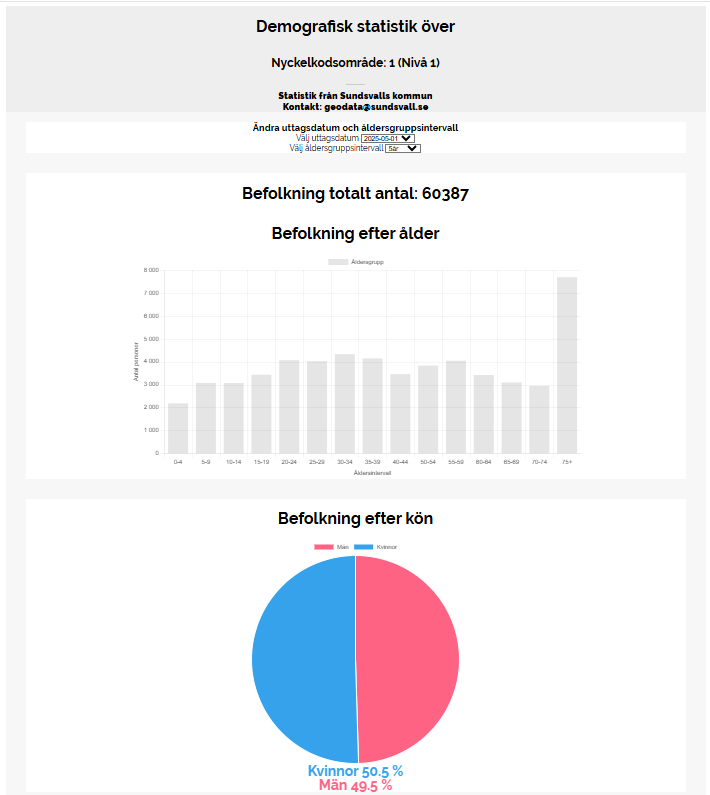 Demografisk statistik över
Nyckelkodsområde: 1 (Nivå 1)
Statistik från Sundsvalls kommun
Kontakt: geodata@sundsvall.se
Ändra uttagsdatum och åldersgruppsintervall
Välj uttagsdatum 2025-05-01
Välj åldersgruppsintervall 5år
Befolkning totalt antal: 60387
Befolkning efter ålder
Åldersgrupp
8 000
7 000
6 000
5 000
4 000
3 000
2 000
1 000
0
Antal personer
0-4 5-9 10-14 15-19 20-24 25-29 30-34 35-39 40-44 50-54 55-59 60-64 65-69 70-74 75+
Åldersintervall
Befolkning efter kön
Män Kvinnor
Kvinnor 50.5 %
Män 49.5 %